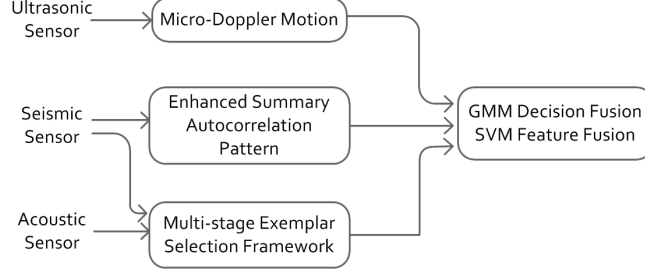 Ultrasonic
Sensor
Micro-Doppler Motion
Seismic
Sensor
Enhanced Summary
Autocorrelation
Pattern
Acoustic
Sensor
Multi-stage Exemplar
Selection Framework
GMM Decision Fusion
SVM Feature Fusion